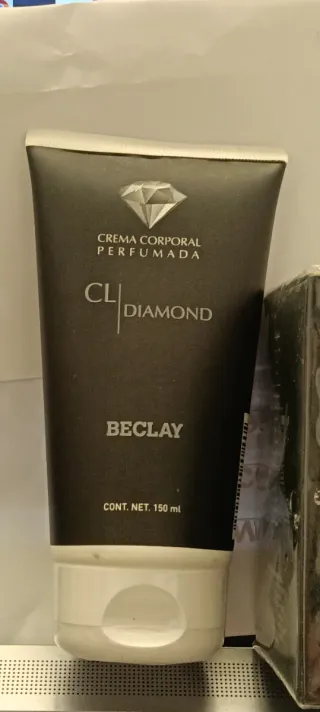 CREMA CORPORAL
PERFUMADA
CL DIAMOND
BECLAY
CONT. NET. 150 ml